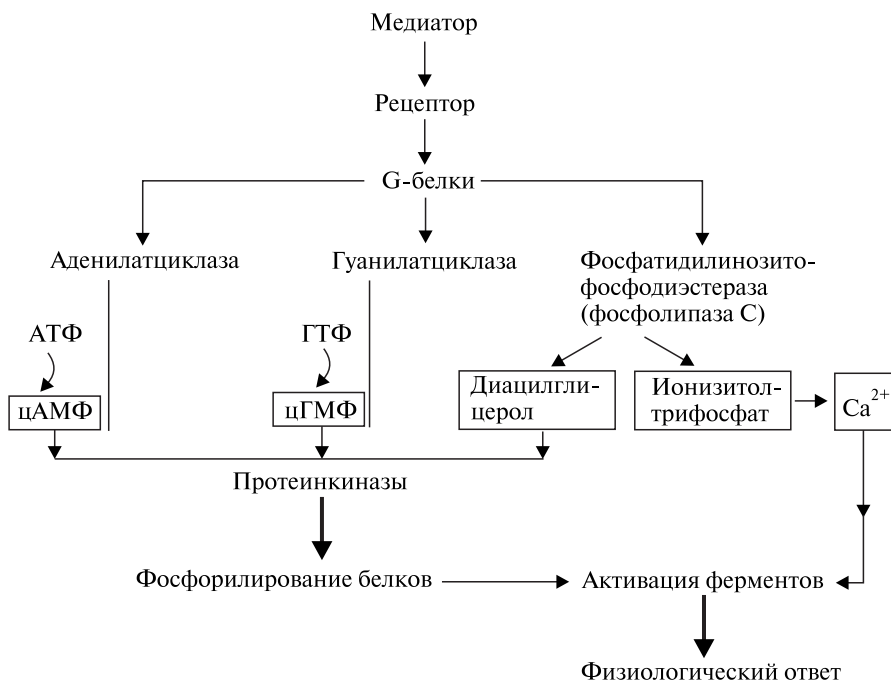 Медиатор
Рецептор
G-белки
Аденилатциклаза
Гуанилатциклаза
Фосфатидилинозито-
фосфодиэстераза
(фосфолипаза C)
АТФ
ГТФ
цАМФ
цГМФ
Диацилгли-
церол
Ионизитол-
трифосфат
Ca²⁺
Протеинкиназы
Фосфорилирование белков
Активация ферментов
Физиологический ответ